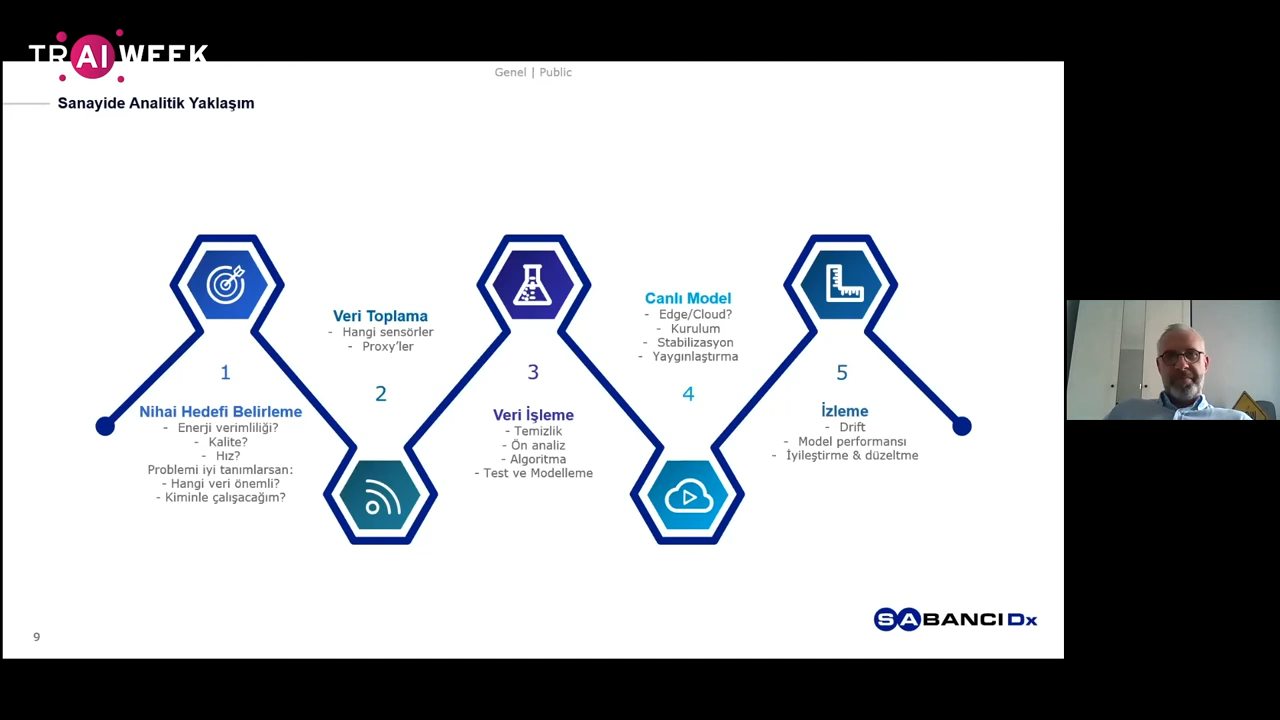 TRAI WEEK
Genel | Public
Sanayide Analitik Yaklaşım
1
Nihai Hedefi Belirleme
- Enerji verimliliği?
- Kalite?
- Hız?
Problemi iyi tanımlarsan:
- Hangi veri önemli?
- Kiminle çalışacağım?
Veri Toplama
- Hangi sensörler
- Proxy’ler
2
3
Veri İşleme
- Temizlik
- Ön analiz
- Algoritma
- Test ve Modelleme
Canlı Model
- Edge/Cloud?
- Kurulum
- Stabilizasyon
- Yaygınlaştırma
4
5
İzleme
- Drift
- Model performansı
- İyileştirme & düzeltme
SABANCI Dx
9